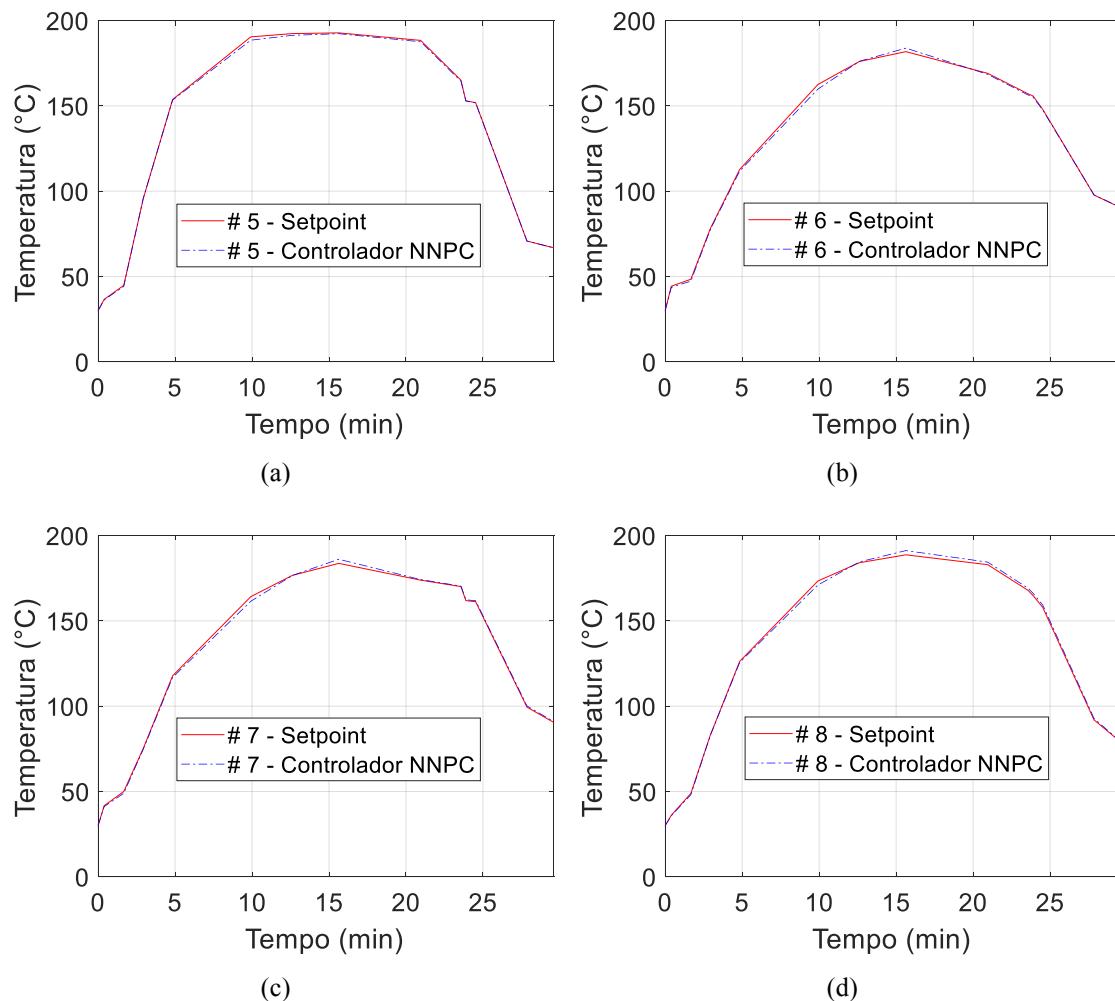 200
150
100
50
0
Temperatura (°C)
# 5 - Setpoint
# 5 - Controlador NNPC
0 5 10 15 20 25
Tempo (min)
(a)
200
150
100
50
0
Temperatura (°C)
# 6 - Setpoint
# 6 - Controlador NNPC
0 5 10 15 20 25
Tempo (min)
(b)
200
150
100
50
0
Temperatura (°C)
# 7 - Setpoint
# 7 - Controlador NNPC
0 5 10 15 20 25
Tempo (min)
(c)
200
150
100
50
0
Temperatura (°C)
# 8 - Setpoint
# 8 - Controlador NNPC
0 5 10 15 20 25
Tempo (min)
(d)